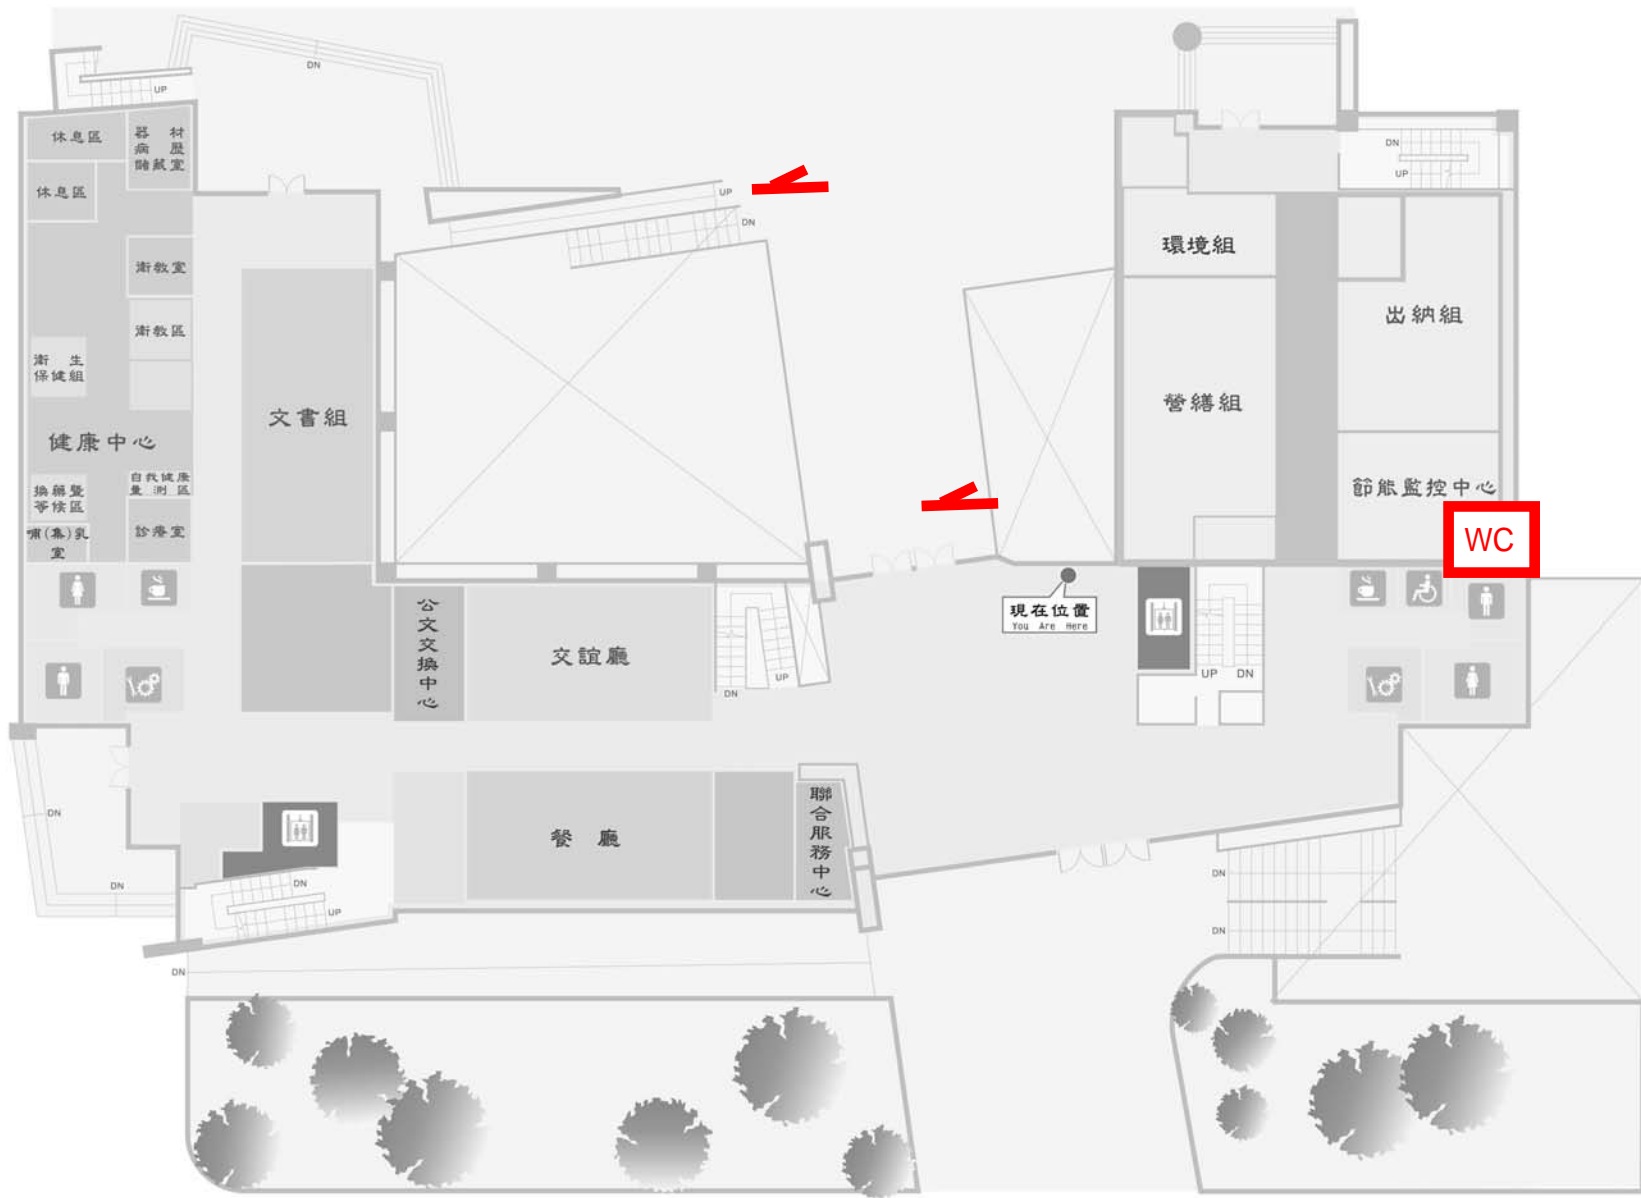 DN
UP
休息區
器 材
病 歷
儲藏室
DN
UP
休息區
UP
DN
衛教室
環境組
出納組
衛教區
衛 生
保健組
文書組
營繕組
健康中心
換藥暨
等候區
自我健康
量 測 區
節能監控中心
哺(集)乳
室
診療室
WC
現在位置
You Are Here
公文交換中心
交誼廳
UP
DN
UP
DN
DN
聯合服務中心
餐 廳
DN
DN
DN
UP
DN
DN
DN